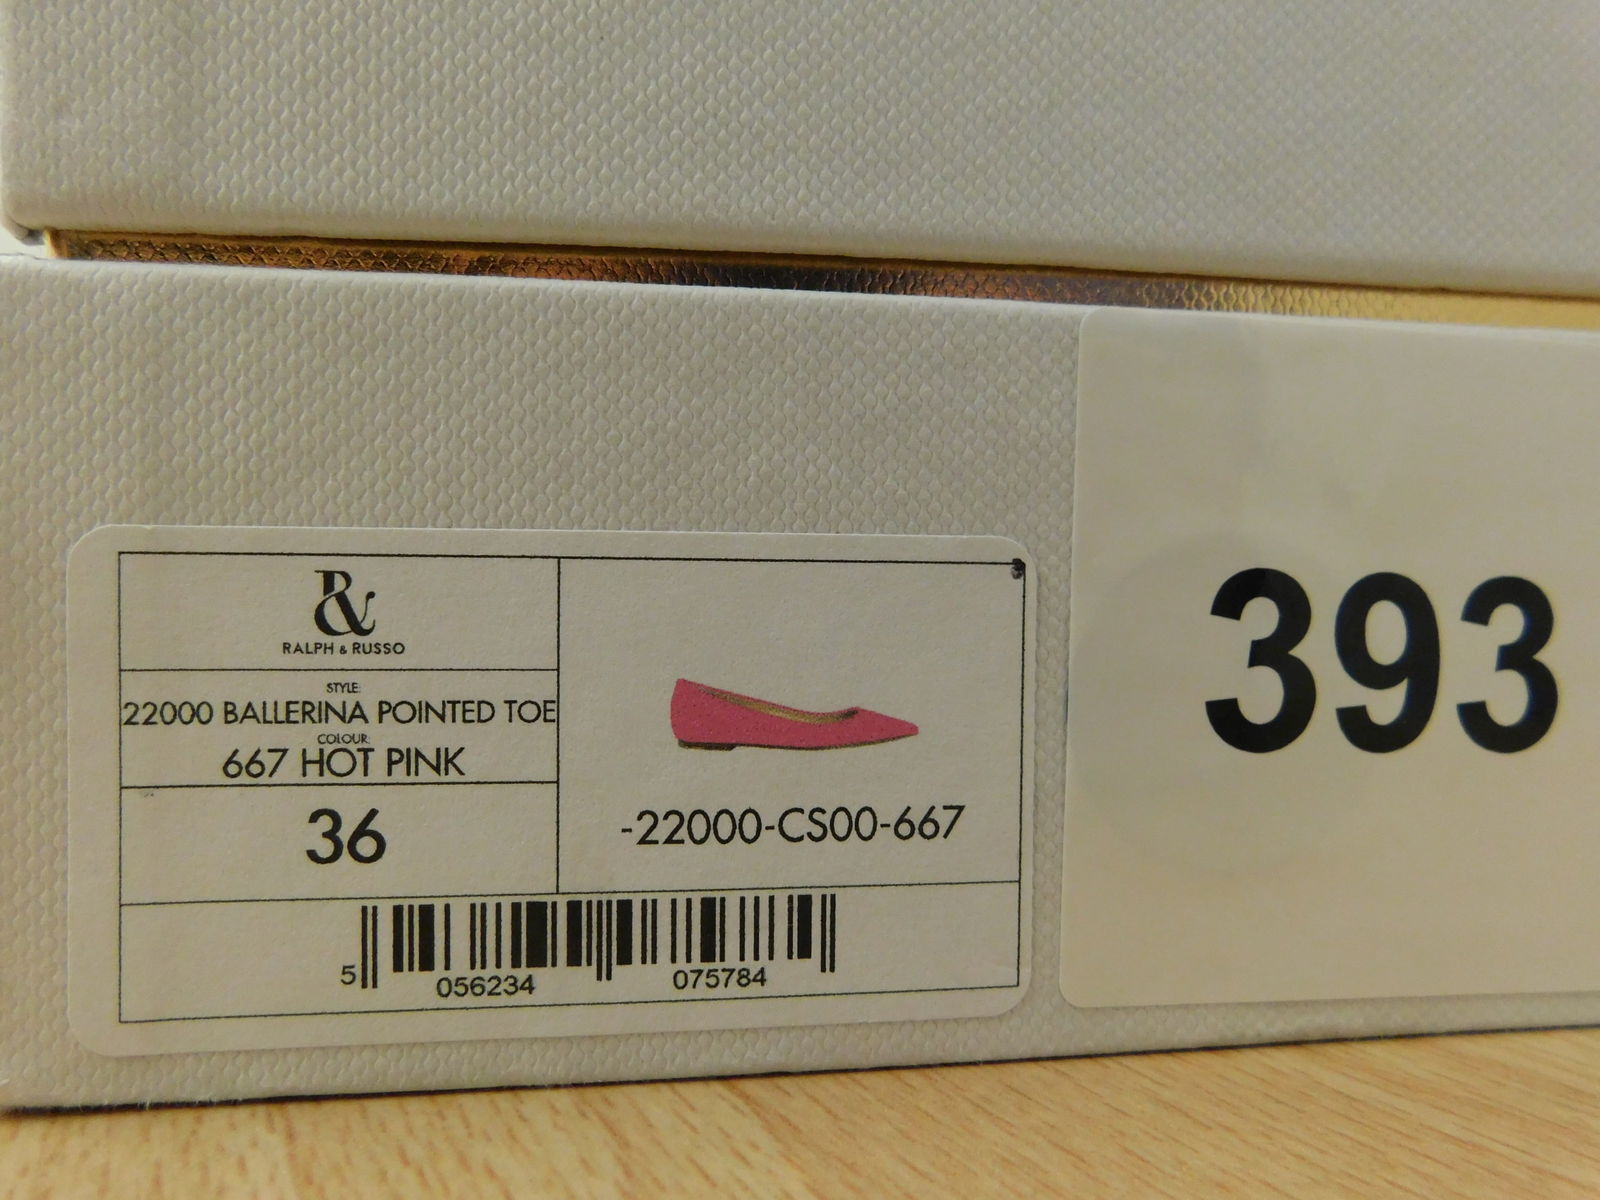 R&
RALPH & RUSSO
STYLE:
22000 BALLERINA POINTED TOE
COLOUR:
667 HOT PINK
36
-22000-CS00-667
5 056234 075784
393